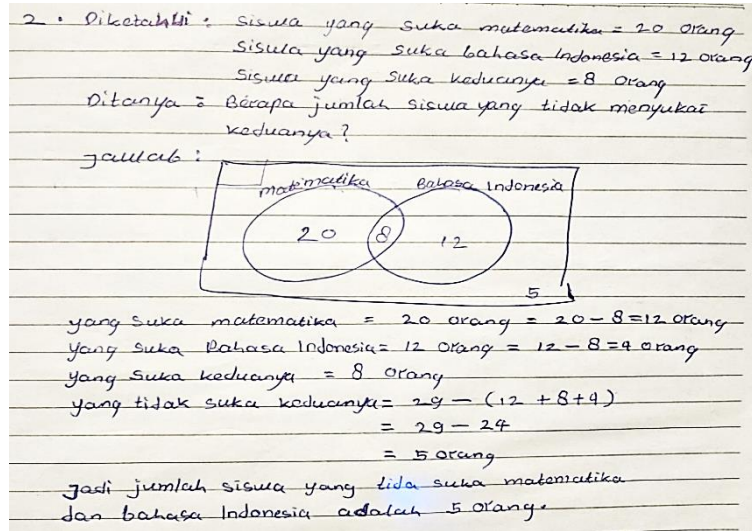 2. Diketahui : siswa yang suka matematika = 20 orang
siswa yang suka bahasa Indonesia = 12 orang
siswa yang suka keduanya = 8 orang
Ditanya = Berapa jumlah siswa yang tidak menyukai
keduanya?
Jawab :
matematika Bahasa Indonesia
20 8 12
5
yang suka matematika = 20 orang = 20 - 8 = 12 orang
yang suka Bahasa Indonesia = 12 orang = 12 - 8 = 4 orang
yang suka keduanya = 8 orang
yang tidak suka keduanya = 29 - (12 + 8 + 4)
= 29 - 24
= 5 orang
Jadi jumlah siswa yang tida suka matematika
dan bahasa Indonesia adalah 5 orang.